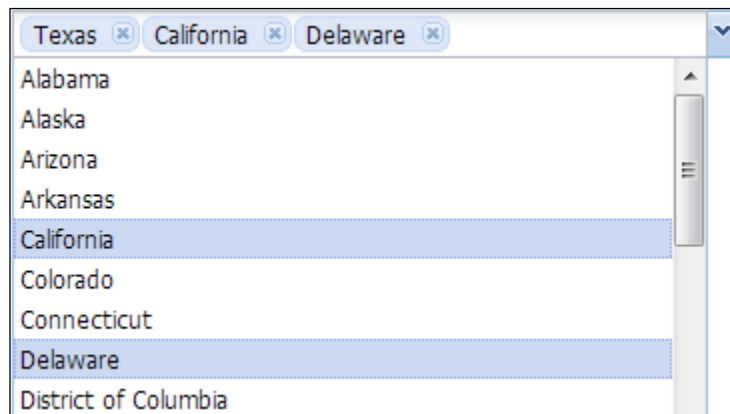 Texas California Delaware
Alabama
Alaska
Arizona
Arkansas
California
Colorado
Connecticut
Delaware
District of Columbia